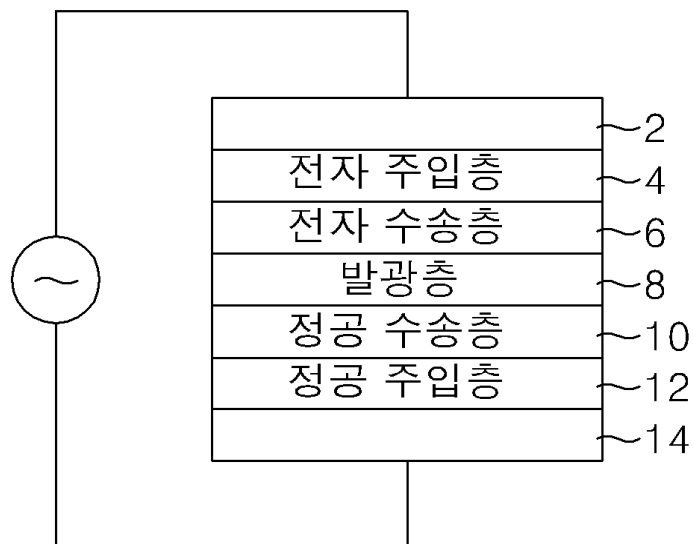 2
전자 주입층 4
전자 수송층 6
발광층 8
정공 수송층 10
정공 주입층 12
14